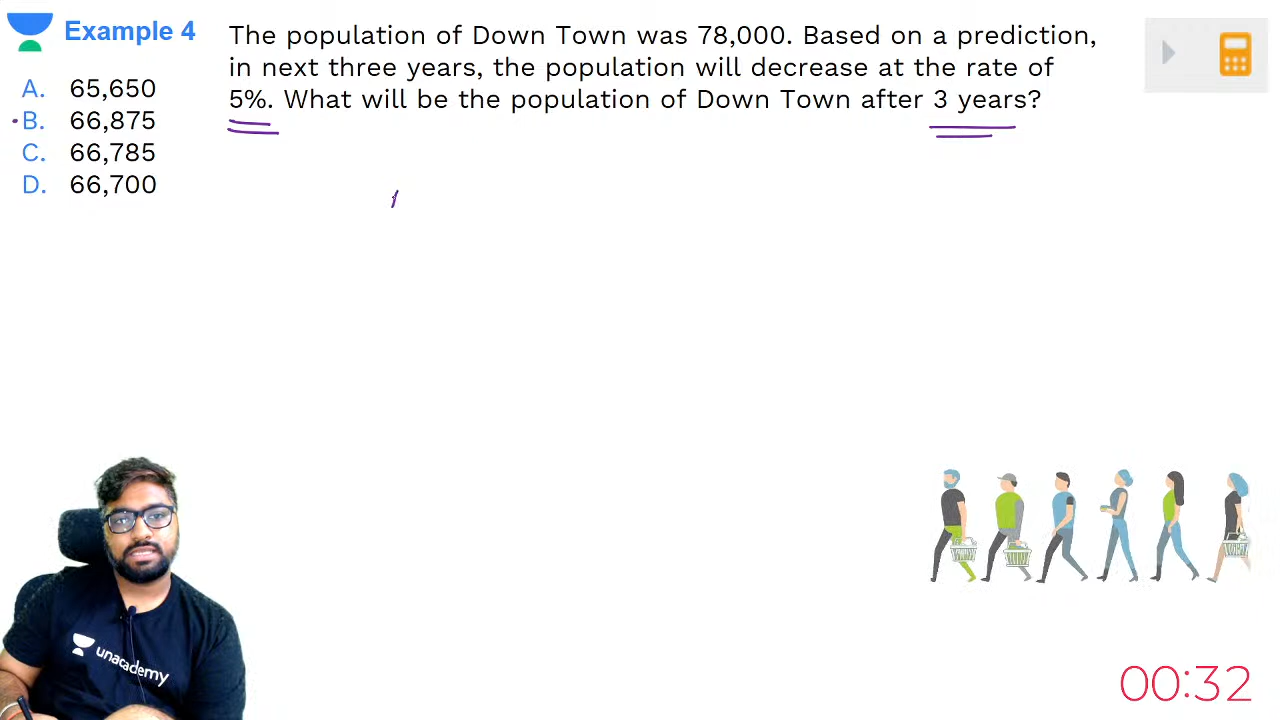 Example 4
The population of Down Town was 78,000. Based on a prediction,
in next three years, the population will decrease at the rate of
5%. What will be the population of Down Town after 3 years?
A. 65,650
B. 66,875
C. 66,785
D. 66,700
unacademy
00:32